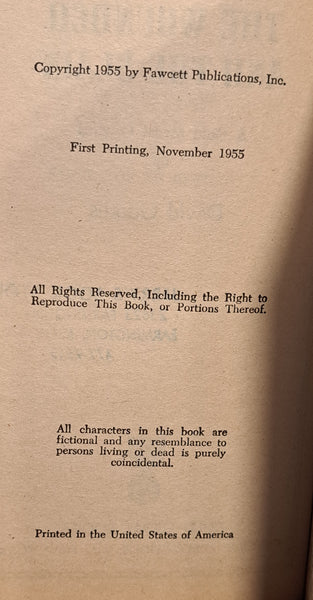 Copyright 1955 by Fawcett Publications, Inc.
First Printing, November 1955
All Rights Reserved, Including the Right to
Reproduce This Book, or Portions Thereof.
All characters in this book are
fictional and any resemblance to
persons living or dead is purely
coincidental.
Printed in the United States of America